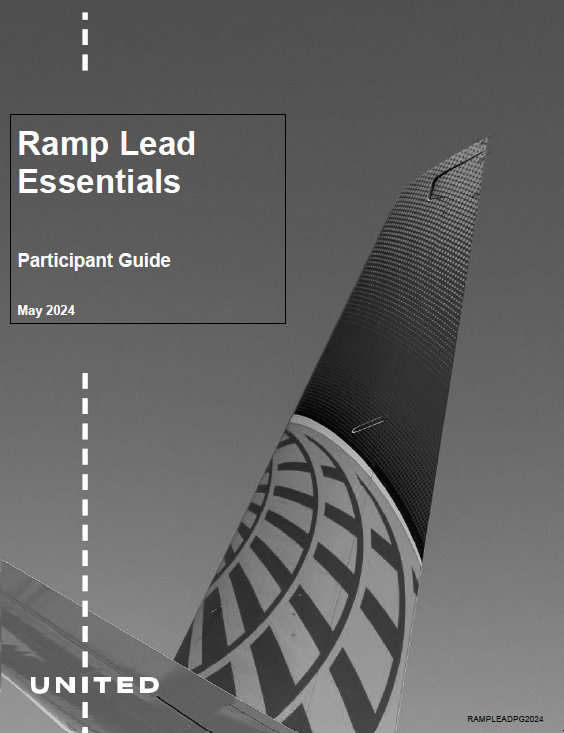 Ramp Lead
Essentials
Participant Guide
May 2024
UNITED
RAMPLEADPG2024